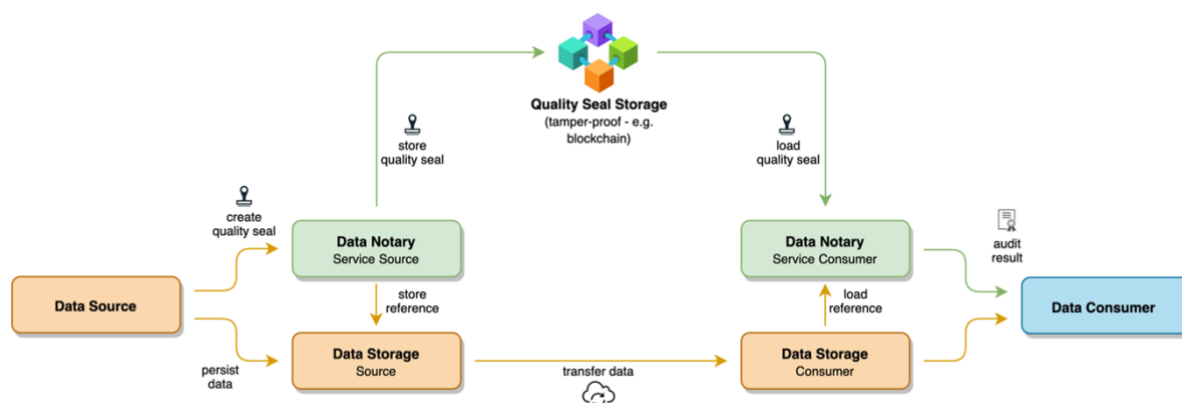 Quality Seal Storage
(tamper-proof - e.g.
blockchain)
store
quality seal
load
quality seal
create
quality seal
Data Notary
Service Source
Data Notary
Service Consumer
audit
result
Data Source
store
reference
load
reference
Data Consumer
persist
data
Data Storage
Source
transfer data
Data Storage
Consumer